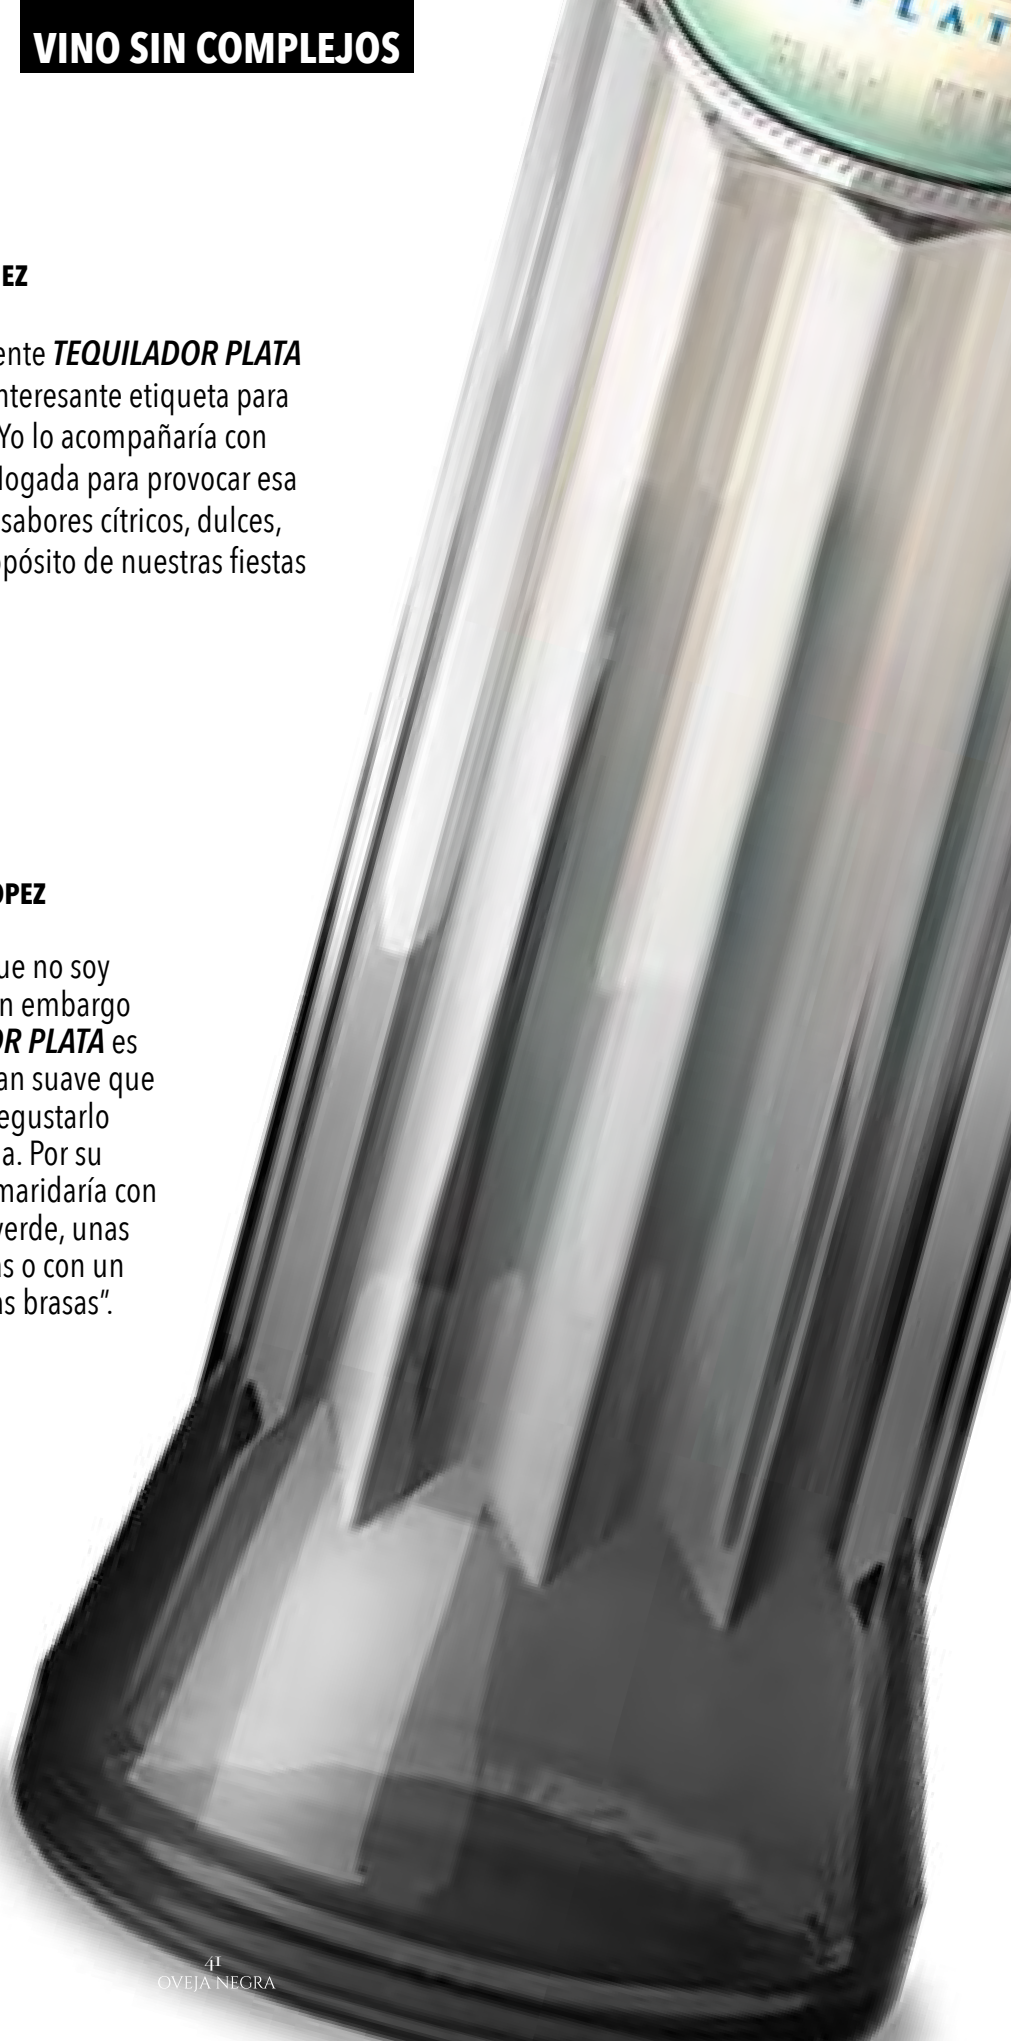 VINO SIN COMPLEJOS
PLAT
EZ
ente TEQUILADOR PLATA
nteresante etiqueta para
Yo lo acompañaría con
logada para provocar esa
sabores cítricos, dulces,
pósito de nuestras fiestas
OPEZ
ue no soy
n embargo
OR PLATA es
an suave que
egustarlo
a. Por su
maridaría con
verde, unas
as o con un
as brasas”.
41
OVEJA NEGRA